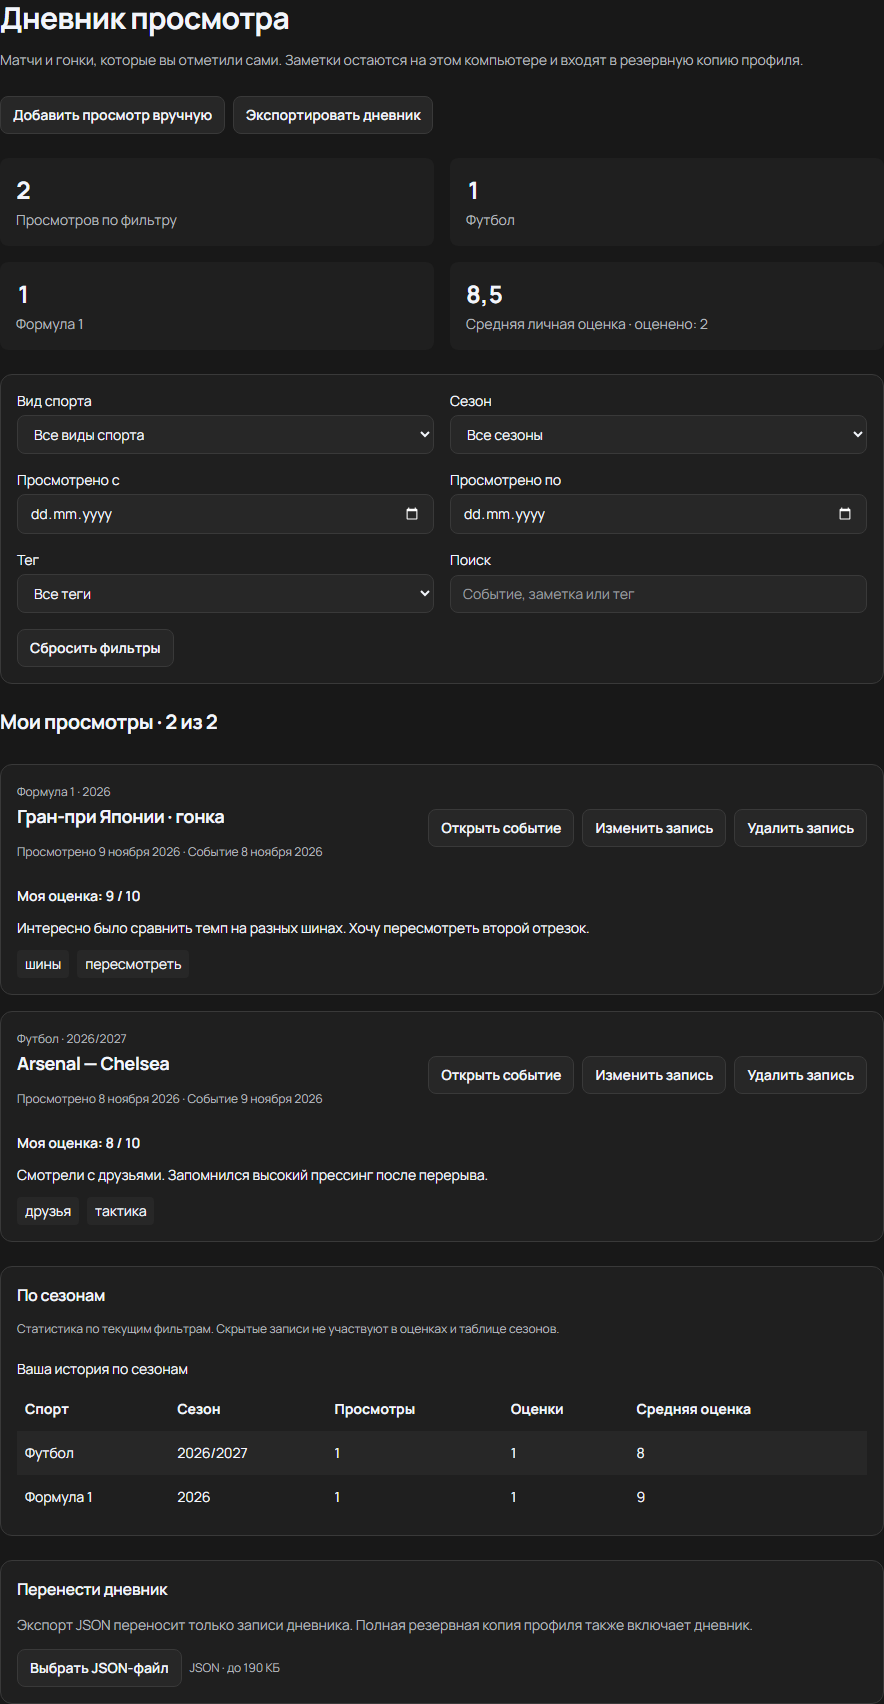 Дневник просмотра
Матчи и гонки, которые вы отметили сами. Заметки остаются на этом компьютере и входят в резервную копию профиля.
Добавить просмотр вручную
Экспортировать дневник
2
Просмотров по фильтру
1
Футбол
1
Формула 1
8,5
Средняя личная оценка · оценено: 2
Вид спорта
Все виды спорта
Сезон
Все сезоны
Просмотрено с
dd.mm.yyyy
Просмотрено по
dd.mm.yyyy
Тег
Все теги
Поиск
Событие, заметка или тег
Сбросить фильтры
Мои просмотры · 2 из 2
Формула 1 · 2026
Гран-при Японии · гонка
Просмотрено 9 ноября 2026 · Событие 8 ноября 2026
Открыть событие
Изменить запись
Удалить запись
Моя оценка: 9 / 10
Интересно было сравнить темп на разных шинах. Хочу пересмотреть второй отрезок.
шины пересмотреть
Футбол · 2026/2027
Arsenal — Chelsea
Просмотрено 8 ноября 2026 · Событие 9 ноября 2026
Открыть событие
Изменить запись
Удалить запись
Моя оценка: 8 / 10
Смотрели с друзьями. Запомнился высокий прессинг после перерыва.
друзья тактика
По сезонам
Статистика по текущим фильтрам. Скрытые записи не участвуют в оценках и таблице сезонов.
Ваша история по сезонам
Спорт Сезон Просмотры Оценки Средняя оценка
Футбол 2026/2027 1 1 8
Формула 1 2026 1 1 9
Перенести дневник
Экспорт JSON переносит только записи дневника. Полная резервная копия профиля также включает дневник.
Выбрать JSON-файл
JSON · до 190 КБ